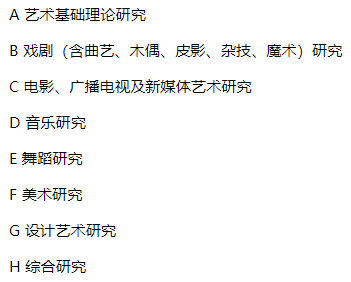 A 艺术基础理论研究
B 戏剧（含曲艺、木偶、皮影、杂技、魔术）研究
C 电影、广播电视及新媒体艺术研究
D 音乐研究
E 舞蹈研究
F 美术研究
G 设计艺术研究
H 综合研究